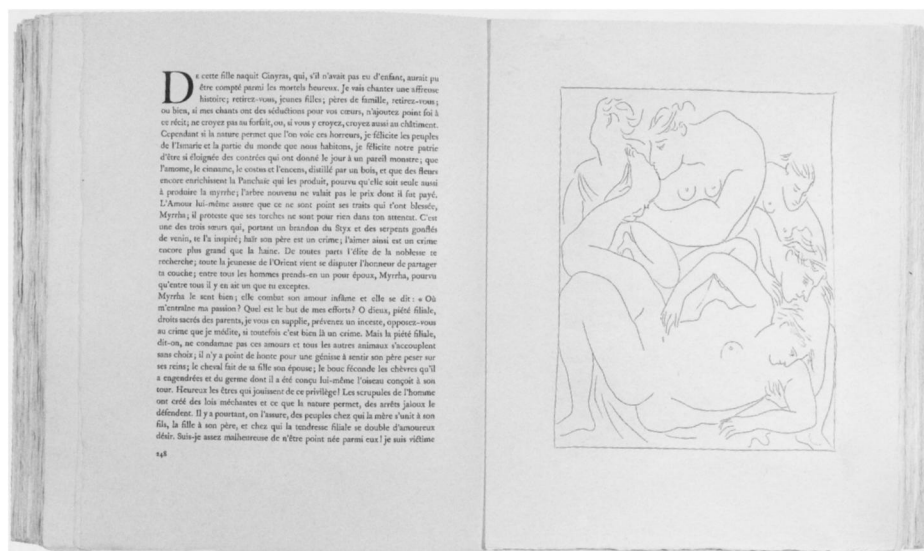 De cette fille naquit Cinyras, qui, s'il n'avait pas eu d'enfant, aurait pu
être compté parmi les mortels heureux. Je vais chanter une affreuse
histoire; retirez-vous, jeunes filles; pères de famille, retirez-vous;
ou bien, si mes chants ont des séductions pour vos cœurs, n'ajoutez point foi à
ce récit; ne croyez pas au forfait, ou, si vous y croyez, croyez aussi au châtiment.
Cependant si la nature permet que l'on voie ces horreurs, je félicite les peuples
de l'Ismarie et la partie du monde que nous habitons, je félicite notre patrie
d'être si éloignée des contrées qui ont donné le jour à un pareil monstre; que
l'amome, le cinname, le costus et l'encens, distillé par un bois, et que des fleurs
encore enrichissent la Panchaïe qui les produit, pourvu qu'elle soit seule aussi
à produire la myrrhe; l'arbre nouveau ne valait pas le prix dont il fut payé.
L'Amour lui-même assure que ce ne sont point ses traits qui t'ont blessée,
Myrrha; il proteste que ses torches ne sont pour rien dans ton attentat. C'est
une des trois sœurs qui, portant un brandon du Styx et des serpents gonflés
de venin, te l'a inspiré; haïr son père est un crime; l'aimer ainsi est un crime
encore plus grand que la haine. De toutes parts l'élite de la noblesse te
recherche; toute la jeunesse de l'Orient vient se disputer l'honneur de partager
ta couche; entre tous les hommes prends-en un pour époux, Myrrha, pourvu
qu'entre tous il y en ait un que tu exceptes.
Myrrha le sent bien; elle combat son amour infâme et elle se dit : « Où
m'entraîne ma passion? Quel est le but de mes efforts? O dieux, piété filiale,
droits sacrés des parents, je vous en supplie, prévenez un inceste, opposez-vous
au crime que je médite, si toutefois c'est bien là un crime. Mais la piété filiale,
dit-on, ne condamne pas ces amours et tous les autres animaux s'accouplent
sans choix; il n'y a point de honte pour une génisse à sentir son père peser sur
ses reins; le cheval fait de sa fille son épouse; le bouc féconde les chèvres qu'il
a engendrées et du germe dont il a été conçu lui-même l'oiseau conçoit à son
tour. Heureux les êtres qui jouissent de ce privilège! Les scrupules de l'homme
ont créé des lois méchantes et ce que la nature permet, des arrêts jaloux le
défendent. Il y a pourtant, on l'assure, des peuples chez qui la mère s'unit à son
fils, la fille à son père, et chez qui la tendresse filiale se double d'amoureux
désir. Suis-je assez malheureuse de n'être point née parmi eux! je suis victime
248